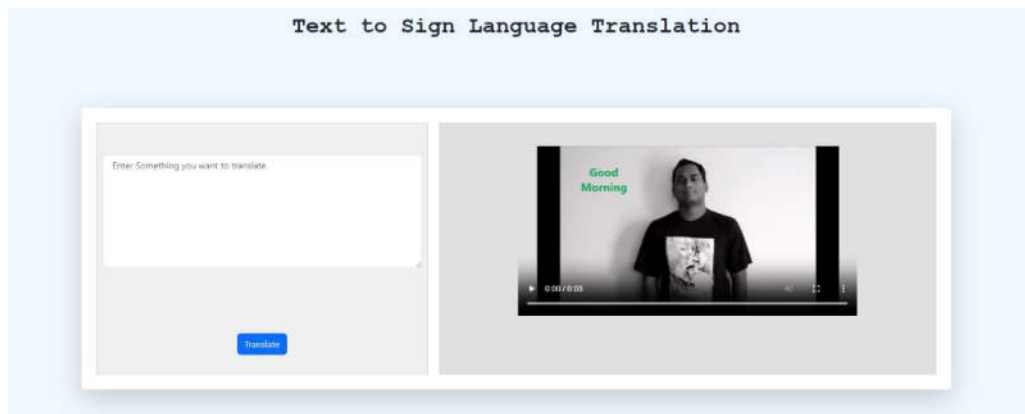 Text to Sign Language Translation
Enter Something you want to translate
Good
Morning
0:00 / 0:03
Translate